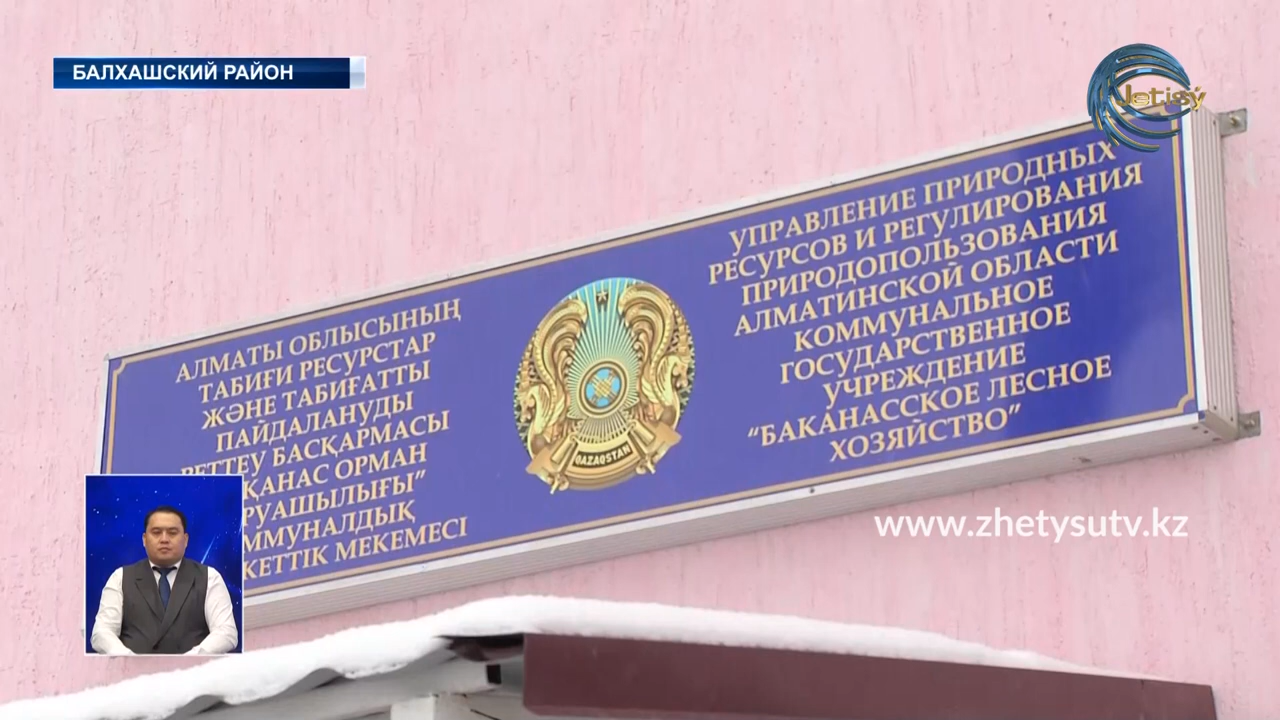 БАЛХАШСКИЙ РАЙОН
Jetisý
АЛМАТЫ ОБЛЫСЫНЫҢ
ТАБИҒИ РЕСУРСТАР
ЖӘНЕ ТАБИҒАТТЫ
ПАЙДАЛАНУДЫ
РЕТТЕУ БАСҚАРМАСЫ
ОРМАН
МЕКЕМЕСІ
QAZAQSTAN
УПРАВЛЕНИЕ ПРИРОДНЫХ
РЕСУРСОВ И РЕГУЛИРОВАНИЯ
ПРИРОДОПОЛЬЗОВАНИЯ
АЛМАТИНСКОЙ ОБЛАСТИ
КОММУНАЛЬНОЕ
ГОСУДАРСТВЕННОЕ
УЧРЕЖДЕНИЕ
“БАКАНАССКОЕ ЛЕСНОЕ
ХОЗЯЙСТВО”
www.zhetysutv.kz